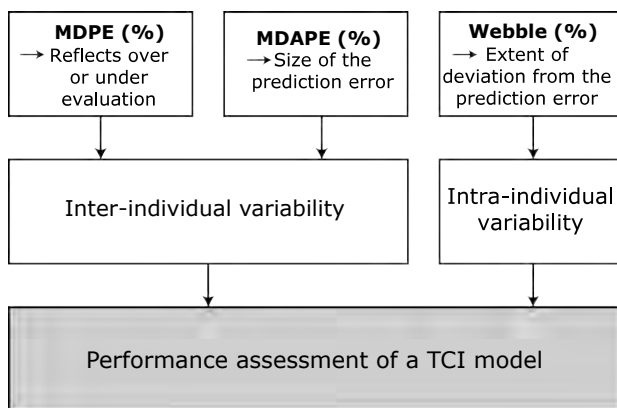 MDPE (%)
→ Reflects over
or under
evaluation
MDAPE (%)
→ Size of the
prediction error
Webble (%)
→ Extent of
deviation from the
prediction error
Inter-individual variability
Intra-individual
variability
Performance assessment of a TCI model